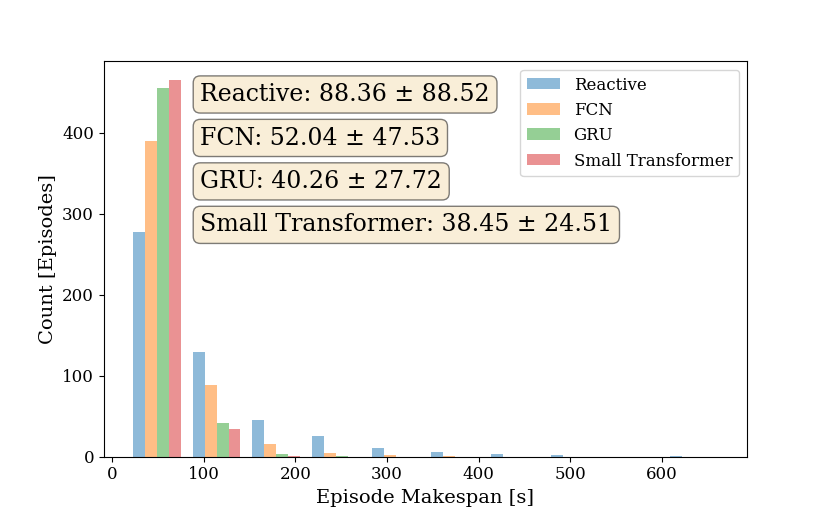 Reactive: 88.36 ± 88.52
FCN: 52.04 ± 47.53
GRU: 40.26 ± 27.72
Small Transformer: 38.45 ± 24.51
Reactive
FCN
GRU
Small Transformer
Count [Episodes]
400
300
200
100
0
0 100 200 300 400 500 600
Episode Makespan [s]